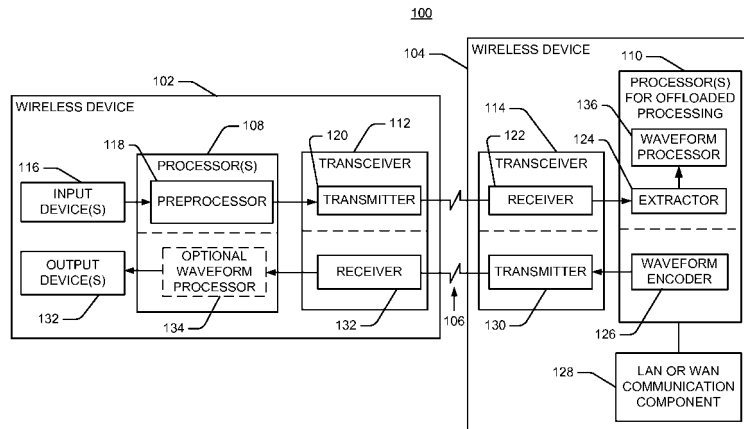 100
WIRELESS DEVICE
104
110
PROCESSOR(S)
FOR OFFLOADED
PROCESSING
136
WAVEFORM
PROCESSOR
124
EXTRACTOR
WAVEFORM
ENCODER
126
102
WIRELESS DEVICE
108
118
PROCESSOR(S)
PREPROCESSOR
116
INPUT
DEVICE(S)
OUTPUT
DEVICE(S)
132
OPTIONAL
WAVEFORM
PROCESSOR
134
112
TRANSCEIVER
120
TRANSMITTER
RECEIVER
132
106
114
TRANSCEIVER
122
RECEIVER
TRANSMITTER
130
128
LAN OR WAN
COMMUNICATION
COMPONENT